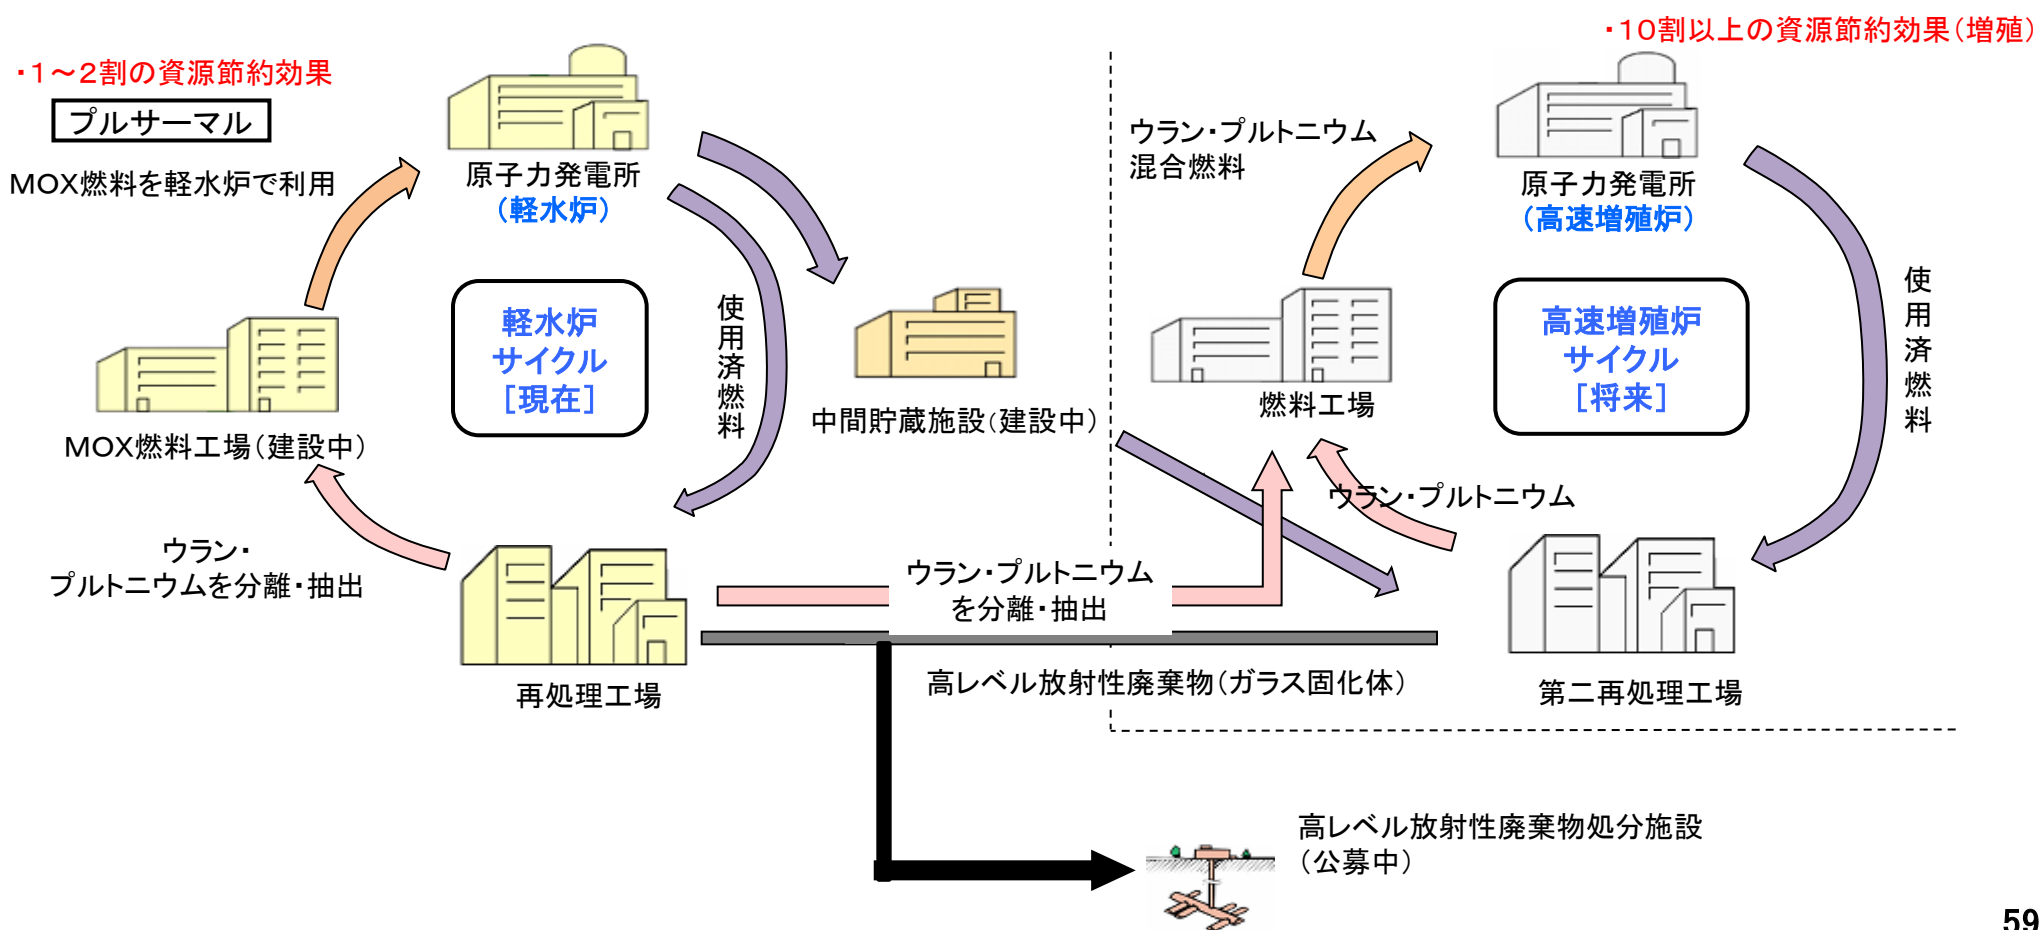 ・1～2割の資源節約効果
プルサーマル
MOX燃料を軽水炉で利用
原子力発電所
（軽水炉）
軽水炉
サイクル
［現在］
使用済燃料
MOX燃料工場（建設中）
中間貯蔵施設（建設中）
ウラン・
プルトニウムを分離・抽出
再処理工場
・10割以上の資源節約効果（増殖）
ウラン・プルトニウム
混合燃料
原子力発電所
（高速増殖炉）
高速増殖炉
サイクル
［将来］
使用済燃料
燃料工場
ウラン・プルトニウム
ウラン・プルトニウム
を分離・抽出
高レベル放射性廃棄物（ガラス固化体）
第二再処理工場
高レベル放射性廃棄物処分施設
（公募中）
59